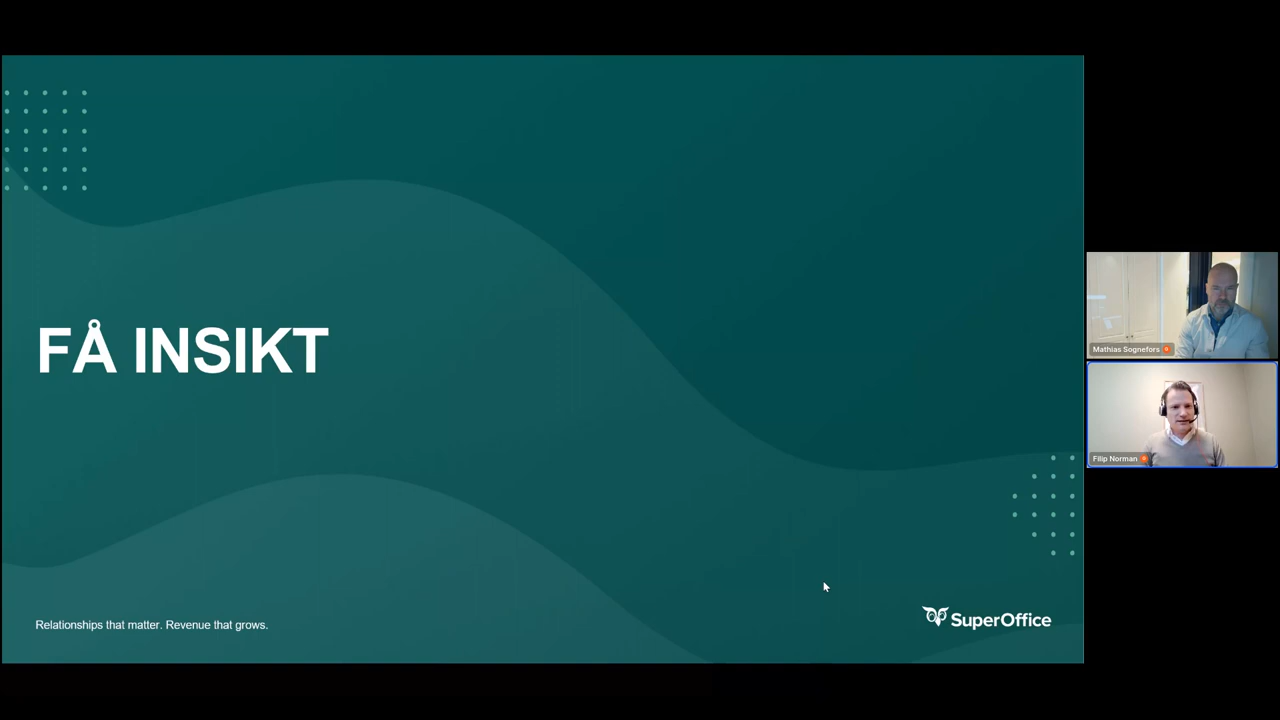 FÅ INSIKT
Relationships that matter. Revenue that grows.
SuperOffice
Mathias Sognefors
Filip Norman